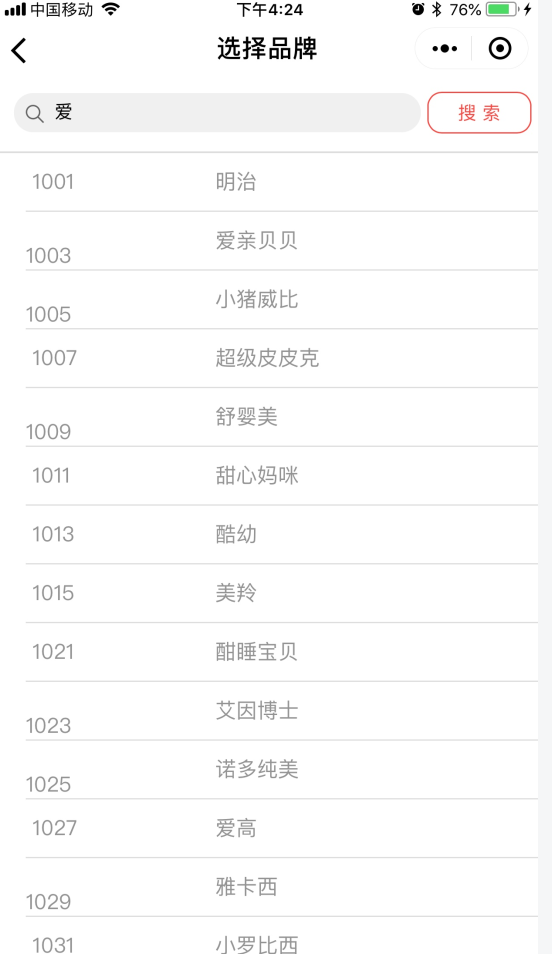 中国移动 下午4:24 76%
选择品牌
爱 搜索
1001 明治
1003 爱亲贝贝
1005 小猪威比
1007 超级皮皮克
1009 舒婴美
1011 甜心妈咪
1013 酷幼
1015 美羚
1021 酣睡宝贝
1023 艾因博士
1025 诺多纯美
1027 爱高
1029 雅卡西
1031 小罗比西